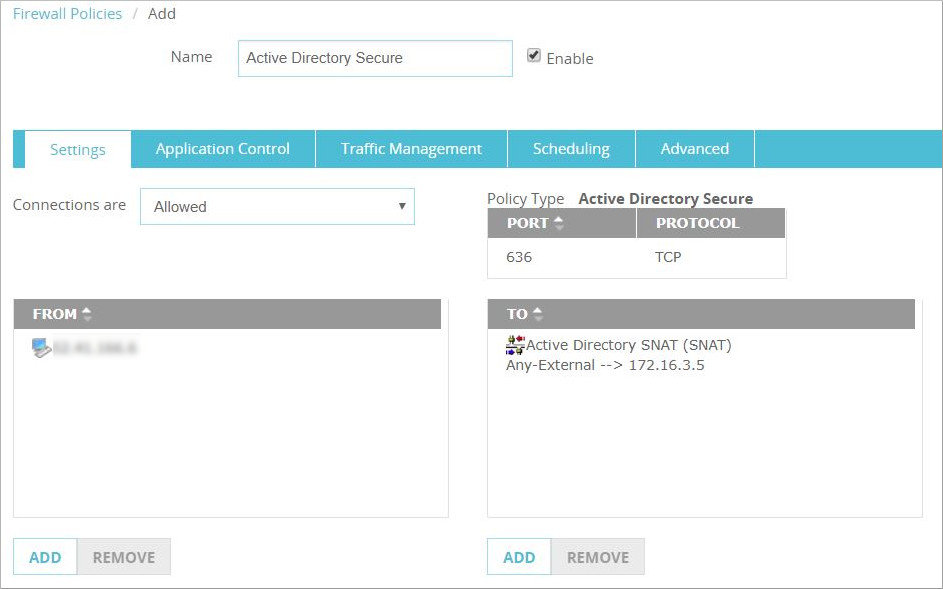 Firewall Policies / Add
Name Active Directory Secure Enable
Settings Application Control Traffic Management Scheduling Advanced
Connections are Allowed
Policy Type Active Directory Secure
PORT PROTOCOL
636 TCP
FROM
TO
Active Directory SNAT (SNAT)
Any-External --> 172.16.3.5
ADD REMOVE
ADD REMOVE